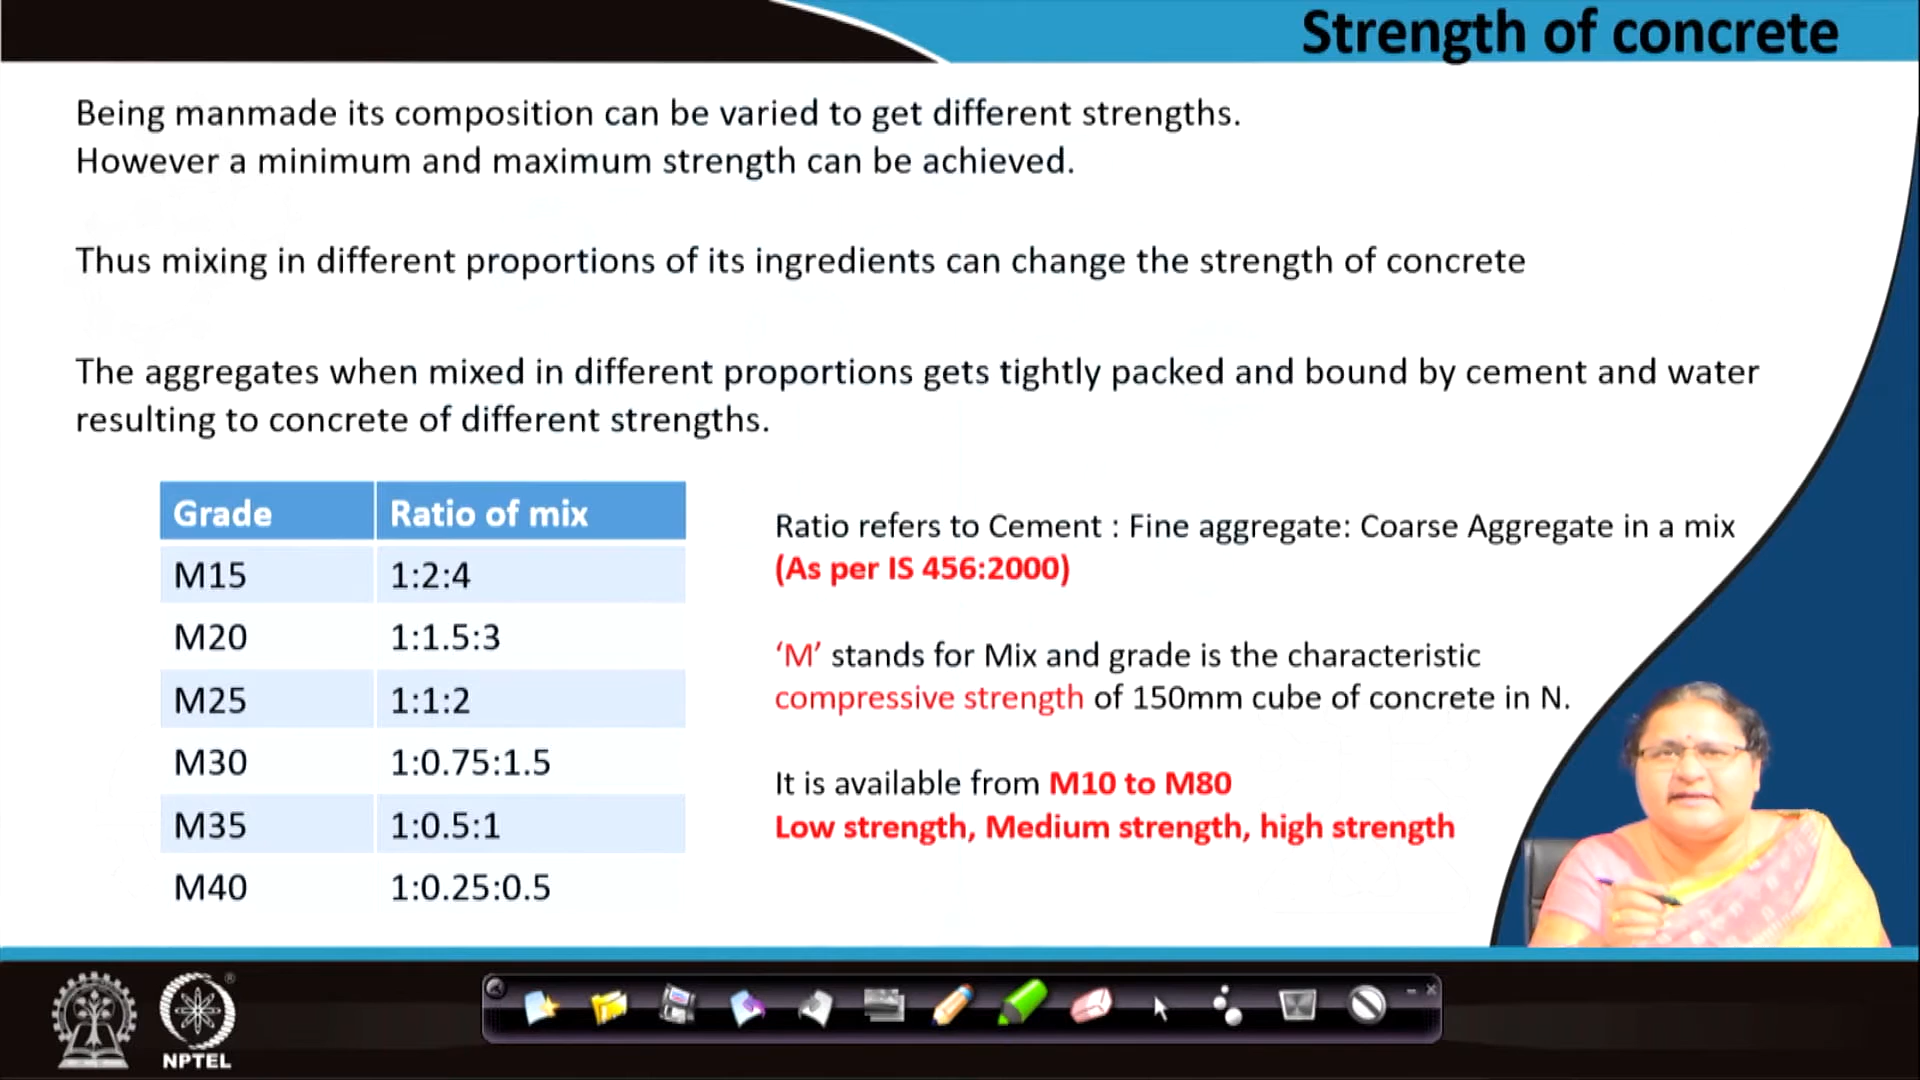 Strength of concrete
Being manmade its composition can be varied to get different strengths.
However a minimum and maximum strength can be achieved.
Thus mixing in different proportions of its ingredients can change the strength of concrete
The aggregates when mixed in different proportions gets tightly packed and bound by cement and water
resulting to concrete of different strengths.
Grade Ratio of mix
M15 1:2:4
M20 1:1.5:3
M25 1:1:2
M30 1:0.75:1.5
M35 1:0.5:1
M40 1:0.25:0.5
Ratio refers to Cement : Fine aggregate: Coarse Aggregate in a mix
(As per IS 456:2000)
‘M’ stands for Mix and grade is the characteristic
compressive strength of 150mm cube of concrete in N.
It is available from M10 to M80
Low strength, Medium strength, high strength
®
NPTEL